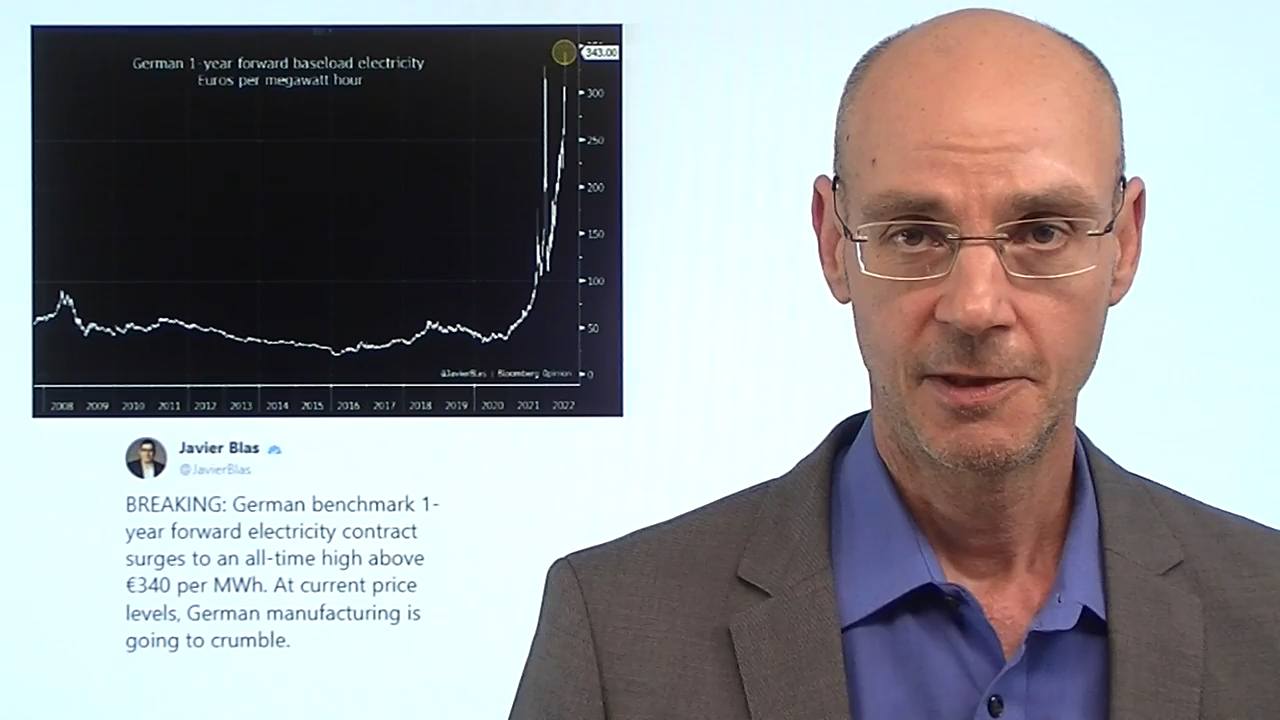 German 1-year forward baseload electricity
Euros per megawatt hour
343.00
300
250
200
150
100
50
0
@JavierBlas | Bloomberg Opinion
2008 2009 2010 2011 2012 2013 2014 2015 2016 2017 2018 2019 2020 2021 2022
Javier Blas
@JavierBlas
BREAKING: German benchmark 1-
year forward electricity contract
surges to an all-time high above
€340 per MWh. At current price
levels, German manufacturing is
going to crumble.